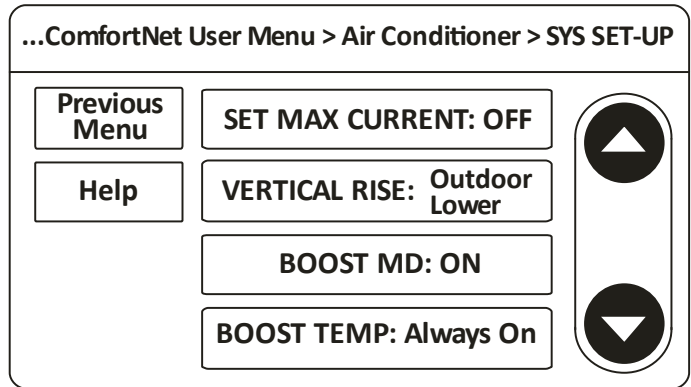 ...ComfortNet User Menu > Air Conditioner > SYS SET-UP
Previous
Menu
SET MAX CURRENT: OFF
Help
VERTICAL RISE: Outdoor
Lower
BOOST MD: ON
BOOST TEMP: Always On